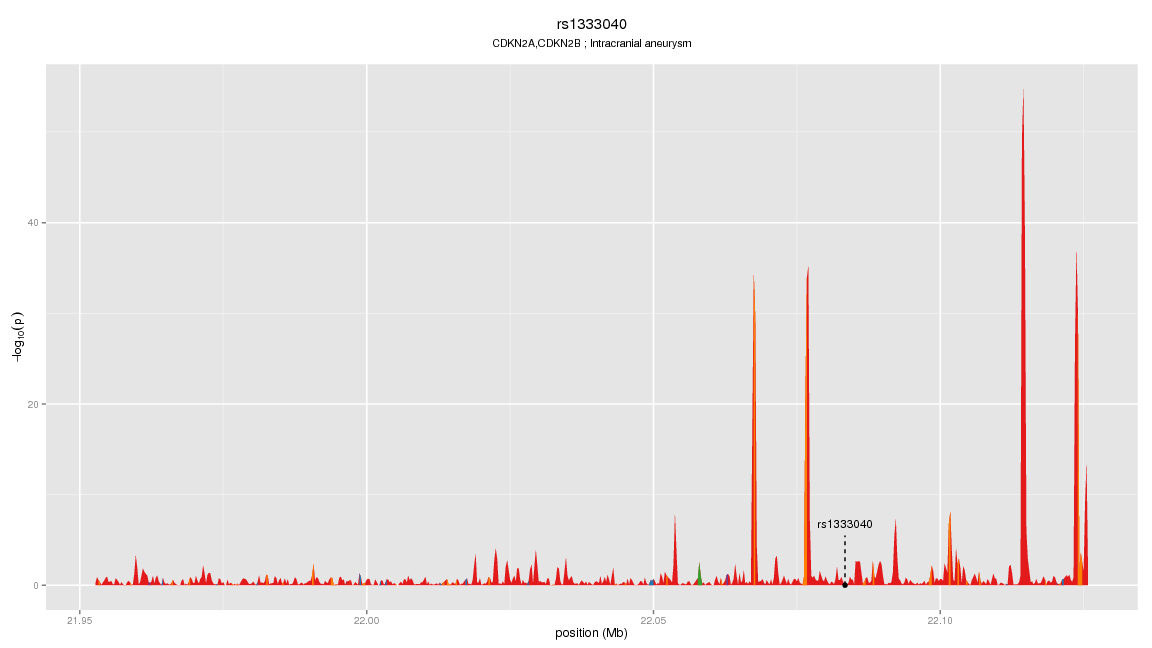 rs1333040
CDKN2A,CDKN2B ; Intracranial aneurysm
−log10(p)
40
20
0
rs1333040
21.95
22.00
22.05
22.10
position (Mb)